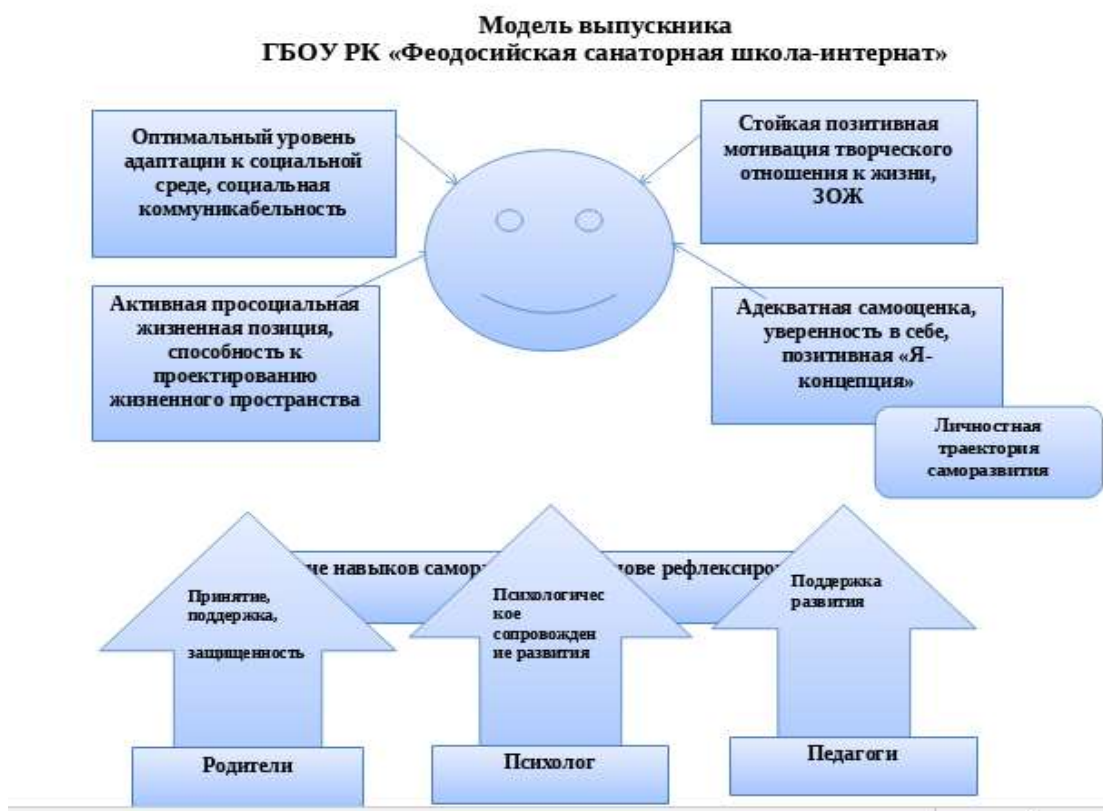 Модель выпускника
ГБОУ РК «Феодосийская санаторная школа-интернат»
Оптимальный уровень
адаптации к социальной
среде, социальная
коммуникабельность
Стойкая позитивная
мотивация творческого
отношения к жизни,
ЗОЖ
Активная просоциальная
жизненная позиция,
способность к
проектированию
жизненного пространства
Адекватная самооценка,
уверенность в себе,
позитивная «Я-
концепция»
Личностная
траектория
саморазвития
навыков
Принятие,
поддержка,
защищенность
Психологичес
кое
сопровожден
ие развития
Поддержка
развития
Родители
Психолог
Педагоги